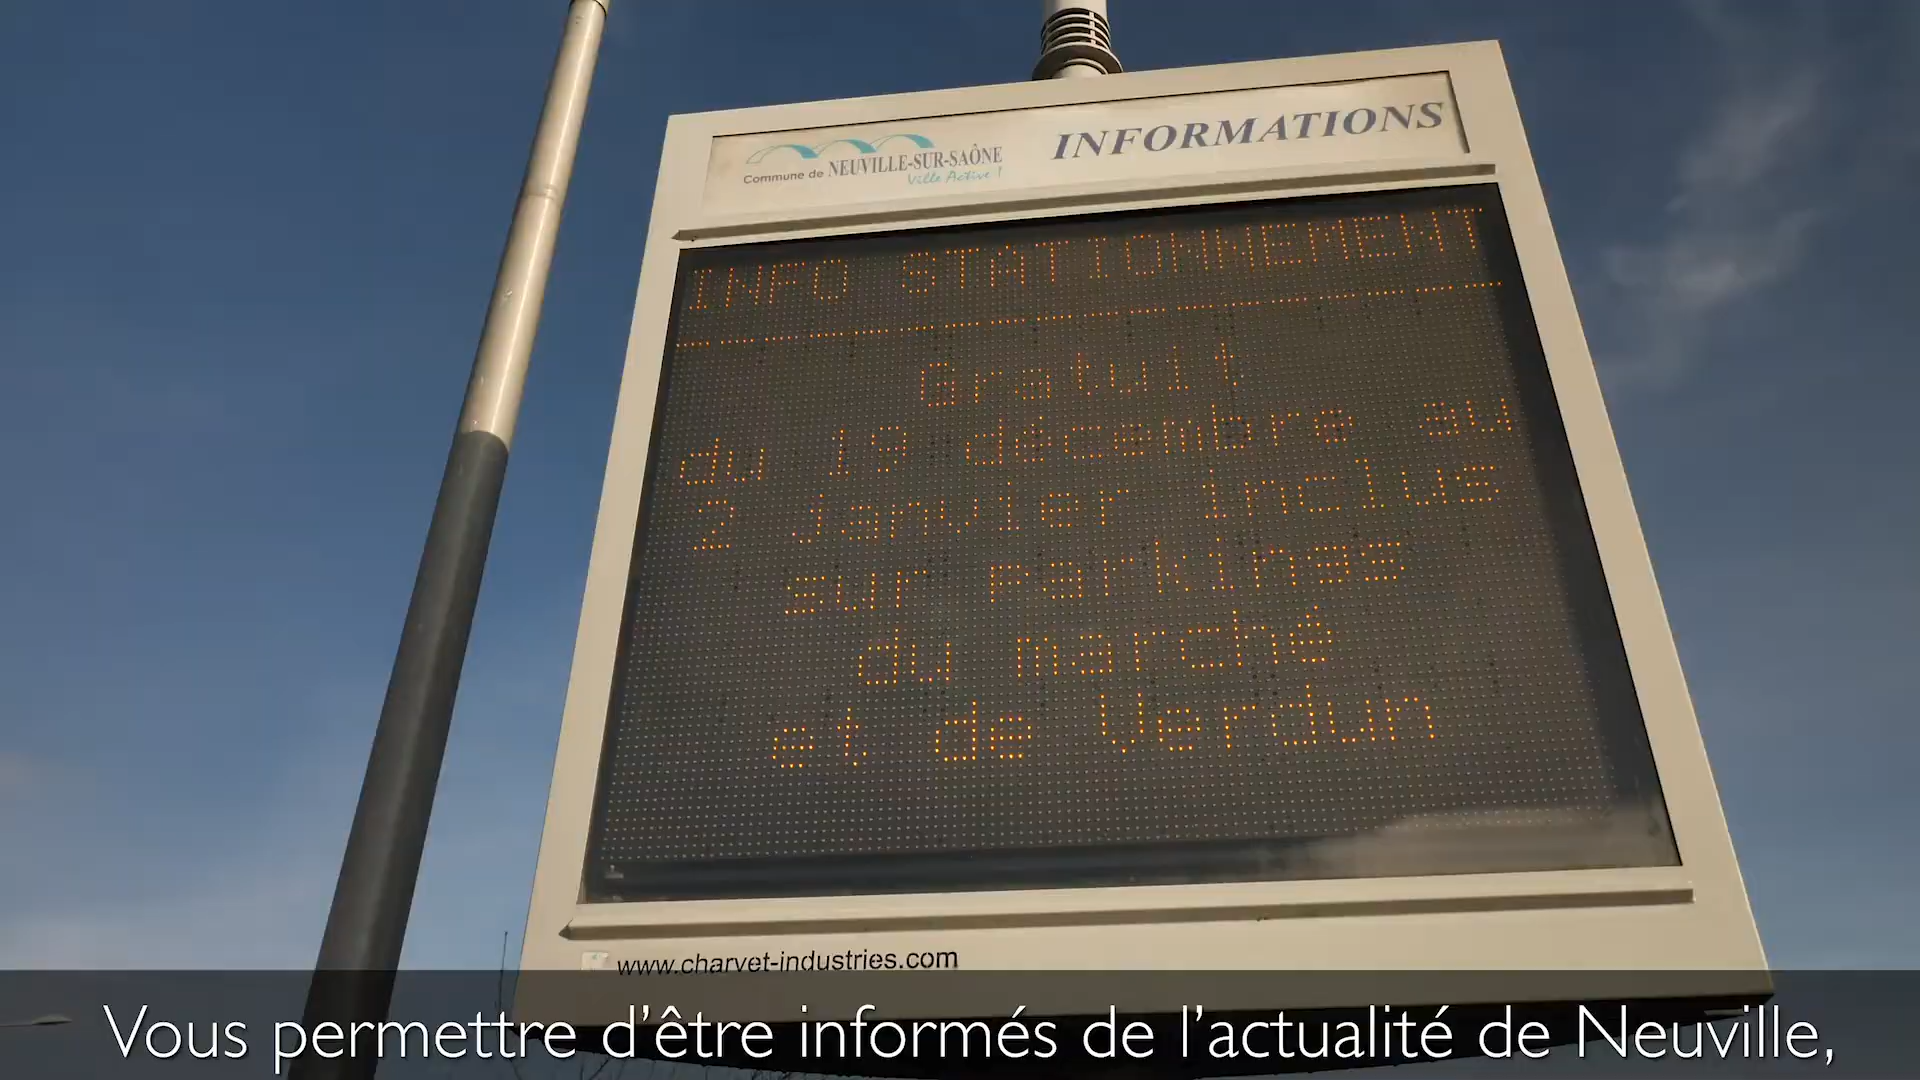 Commune de NEUVILLE-SUR-SAÔNE
Ville Active !
INFORMATIONS
INFO STATIONNEMENT
Gratuit
du 19 décembre au
2 janvier inclus
sur parkings
du marché
et de Verdun
www.charvet-industries.com
Vous permettre d’être informés de l’actualité de Neuville,